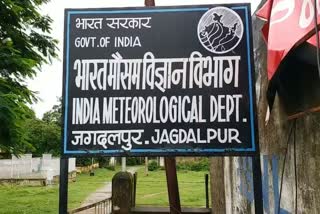 भारत सरकार
GOVT. OF INDIA
भारत मौसम विज्ञान विभाग
INDIA METEOROLOGICAL DEPT.
जगदलपुर. JAGDALPUR